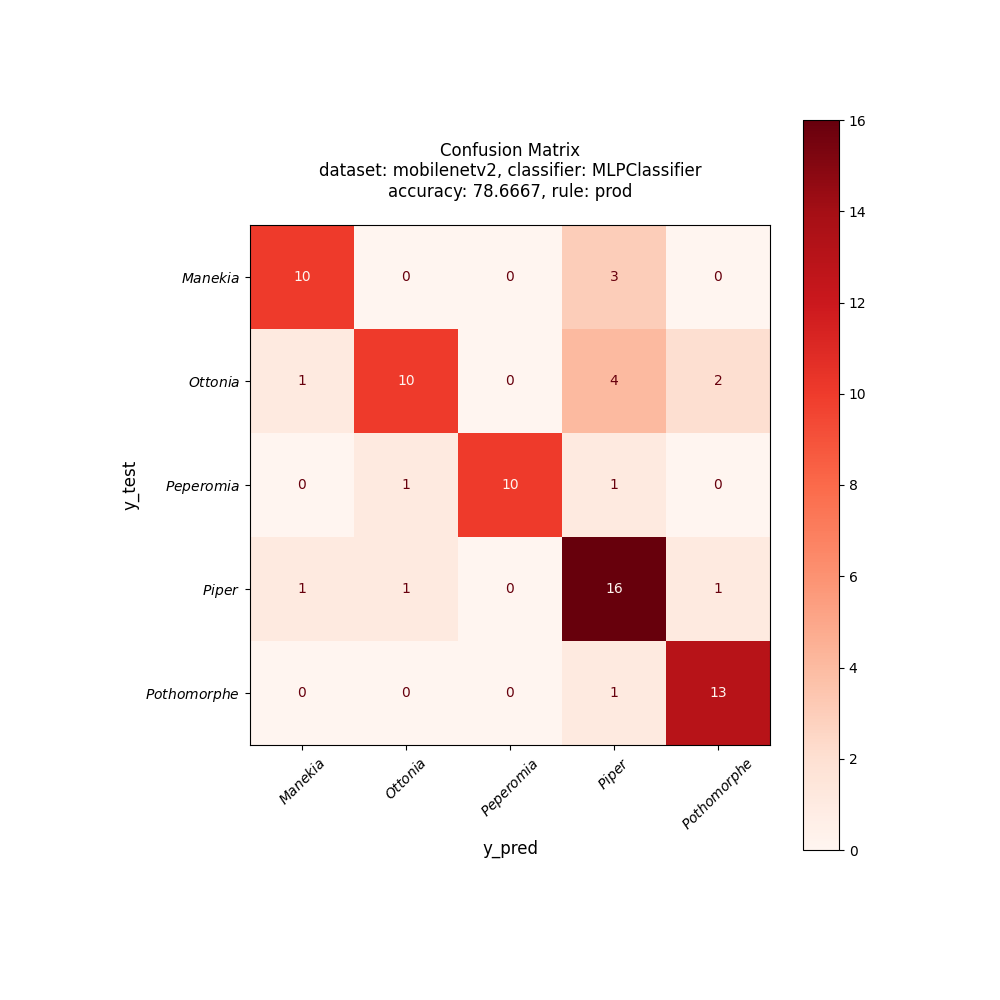 Confusion Matrix
dataset: mobilenetv2, classifier: MLPClassifier
accuracy: 78.6667, rule: prod
16
14
12
10
8
6
4
2
0
y_test
Manekia 10 0 0 3 0
Ottonia 1 10 0 4 2
Peperomia 0 1 10 1 0
Piper 1 1 0 16 1
Pothomorphe 0 0 0 1 13
Manekia Ottonia Peperomia Piper Pothomorphe
y_pred